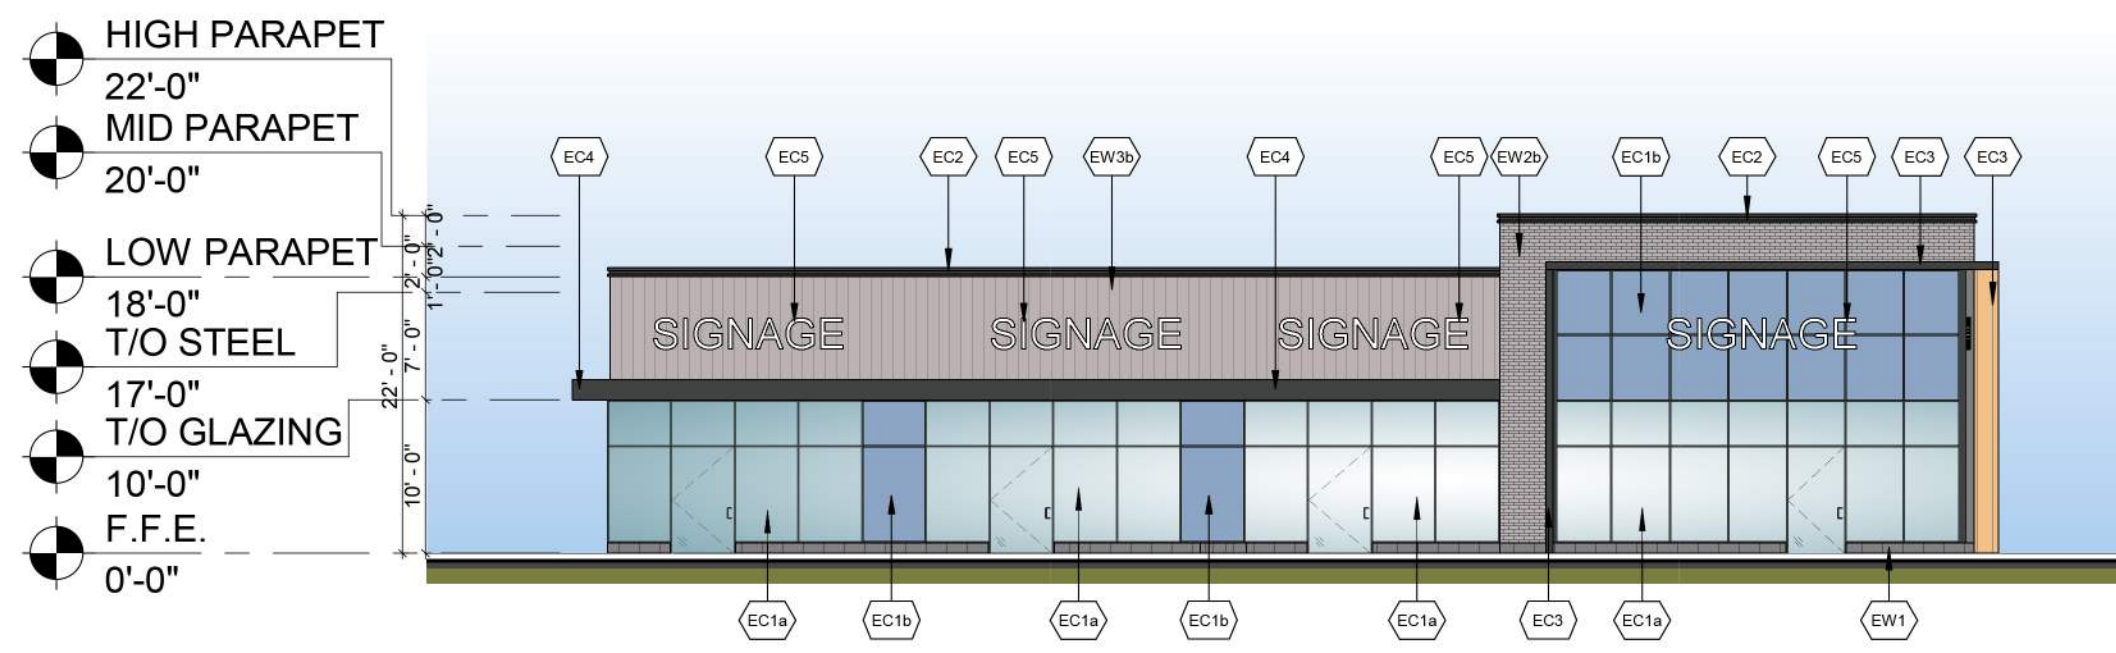 HIGH PARAPET
22'-0"
MID PARAPET
20'-0"
LOW PARAPET
18'-0"
T/O STEEL
17'-0"
T/O GLAZING
10'-0"
F.F.E.
0'-0"
2' - 0"
2' - 0"
1' - 0"
7' - 0"
22' - 0"
10' - 0"
EC4 EC5 EC2 EC5 EW3b EC4 EC5 EW2b EC1b EC2 EC5 EC3 EC3
SIGNAGE SIGNAGE SIGNAGE SIGNAGE
EC1a EC1b EC1a EC1b EC1a EC3 EC1a EW1